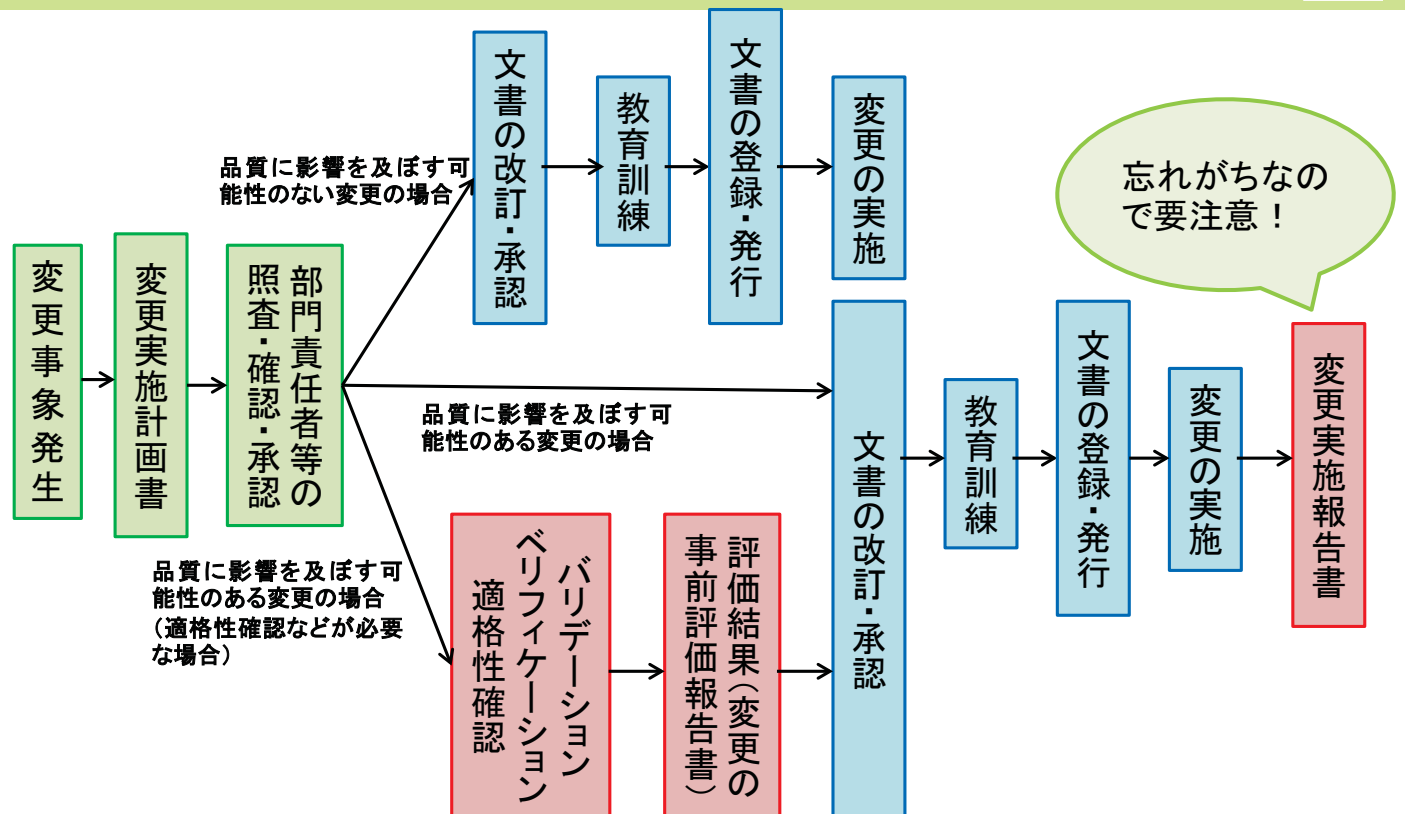 変更事象発生
変更実施計画書
部門責任者等の
照査・確認・承認
品質に影響を及ぼす可
能性のない変更の場合
文書の改訂・承認
教育訓練
文書の登録・発行
変更の実施
品質に影響を及ぼす可
能性のある変更の場合
品質に影響を及ぼす可
能性のある変更の場合
（適格性確認などが必要
な場合）
バリデーション
ベリフィケーション
適格性確認
評価結果（変更の
事前評価報告書）
文書の改訂・承認
教育訓練
文書の登録・発行
変更の実施
変更実施報告書
忘れがちなの
で要注意！